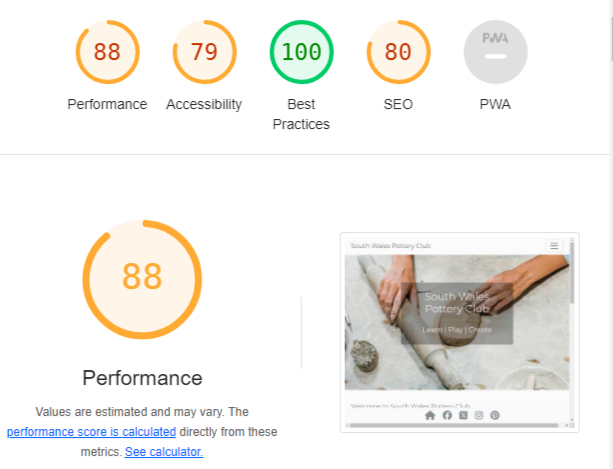 88 79 100 80 PWA
Performance Accessibility Best Practices SEO PWA
88
South Wales Pottery Club
South Wales
Pottery Club
Learn | Play | Create
Welcome to South Wales Pottery Club
Performance
Values are estimated and may vary. The
performance score is calculated directly from these
metrics. See calculator.